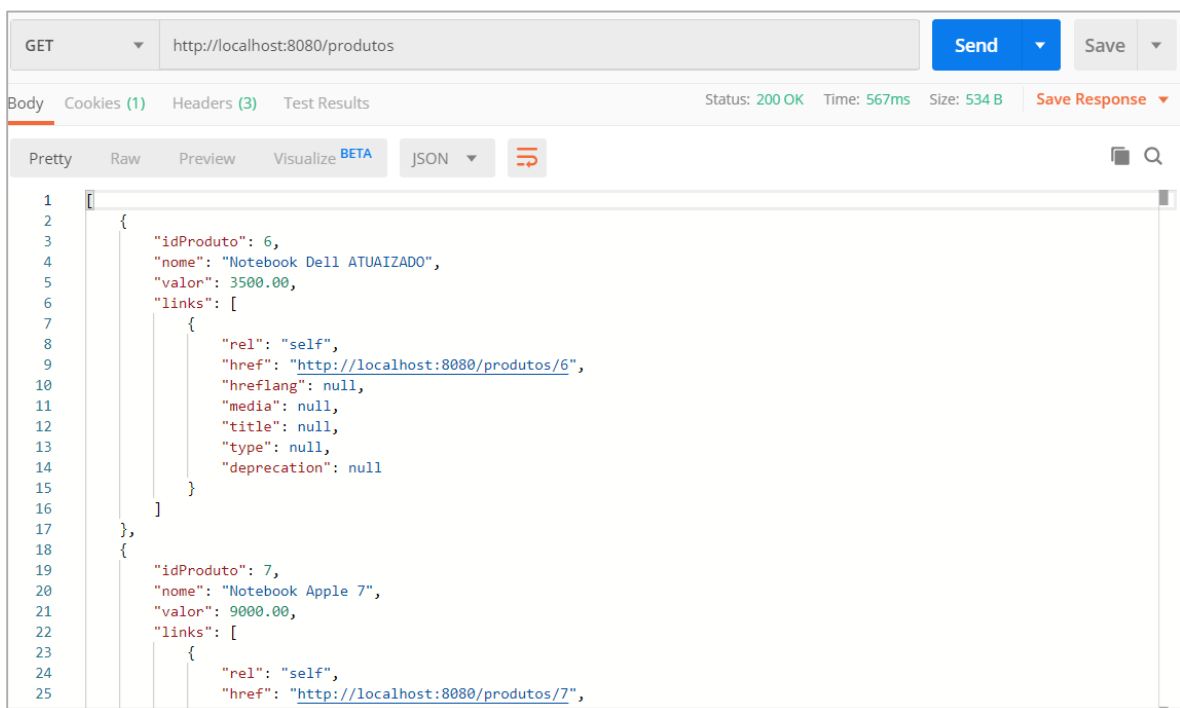 GET http://localhost:8080/produtos Send Save
Body Cookies (1) Headers (3) Test Results Status: 200 OK Time: 567ms Size: 534 B Save Response
Pretty Raw Preview Visualize BETA JSON
1 [
2 {
3 "idProduto": 6,
4 "nome": "Notebook Dell ATUAIZADO",
5 "valor": 3500.00,
6 "links": [
7 {
8 "rel": "self",
9 "href": "http://localhost:8080/produtos/6",
10 "hreflang": null,
11 "media": null,
12 "title": null,
13 "type": null,
14 "deprecation": null
15 }
16 ]
17 },
18 {
19 "idProduto": 7,
20 "nome": "Notebook Apple 7",
21 "valor": 9000.00,
22 "links": [
23 {
24 "rel": "self",
25 "href": "http://localhost:8080/produtos/7",